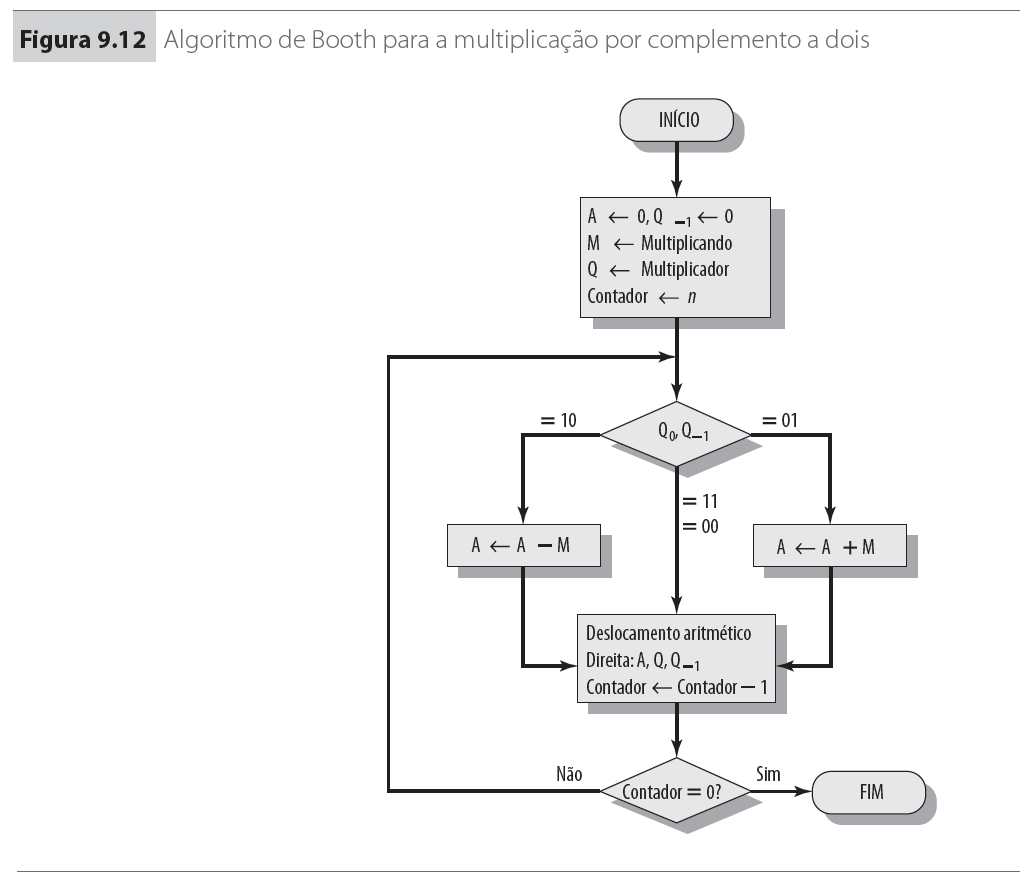 Figura 9.12 Algoritmo de Booth para a multiplicação por complemento a dois
INÍCIO
A ← 0, Q₋₁ ← 0
M ← Multiplicando
Q ← Multiplicador
Contador ← n
= 10
Q₀, Q₋₁
= 01
= 11
= 00
A ← A − M
A ← A + M
Deslocamento aritmético
Direita: A, Q, Q₋₁
Contador ← Contador − 1
Não
Contador = 0?
Sim
FIM